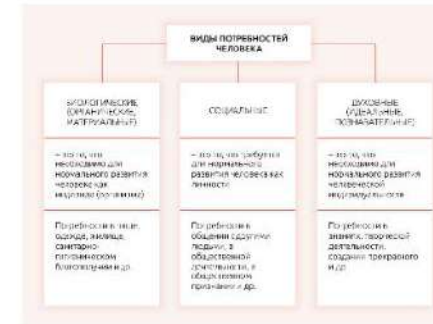 ВИДЫ ПОТРЕБНОСТЕЙ
ЧЕЛОВЕКА
БИОЛОГИЧЕСКИЕ
(ОРГАНИЧЕСКИЕ,
МАТЕРИАЛЬНЫЕ)
– это то, что
необходимо для
нормального развития
человека как
индивида (организма)
Потребности в пище,
одежде, жилище,
санитарно-
гигиеническом
благополучии и др.
СОЦИАЛЬНЫЕ
– это то, что требуется
для нормального
развития человека как
личности
Потребности в
общении с другими
людьми, в
общественной
деятельности, в
общественном
признании и др.
ДУХОВНЫЕ
(ИДЕАЛЬНЫЕ,
ПОЗНАВАТЕЛЬНЫЕ)
– это то, что
необходимо для
нормального развития
человеческой
индивидуальности
Потребности в
знаниях, творческой
деятельности,
создании прекрасного
и др.